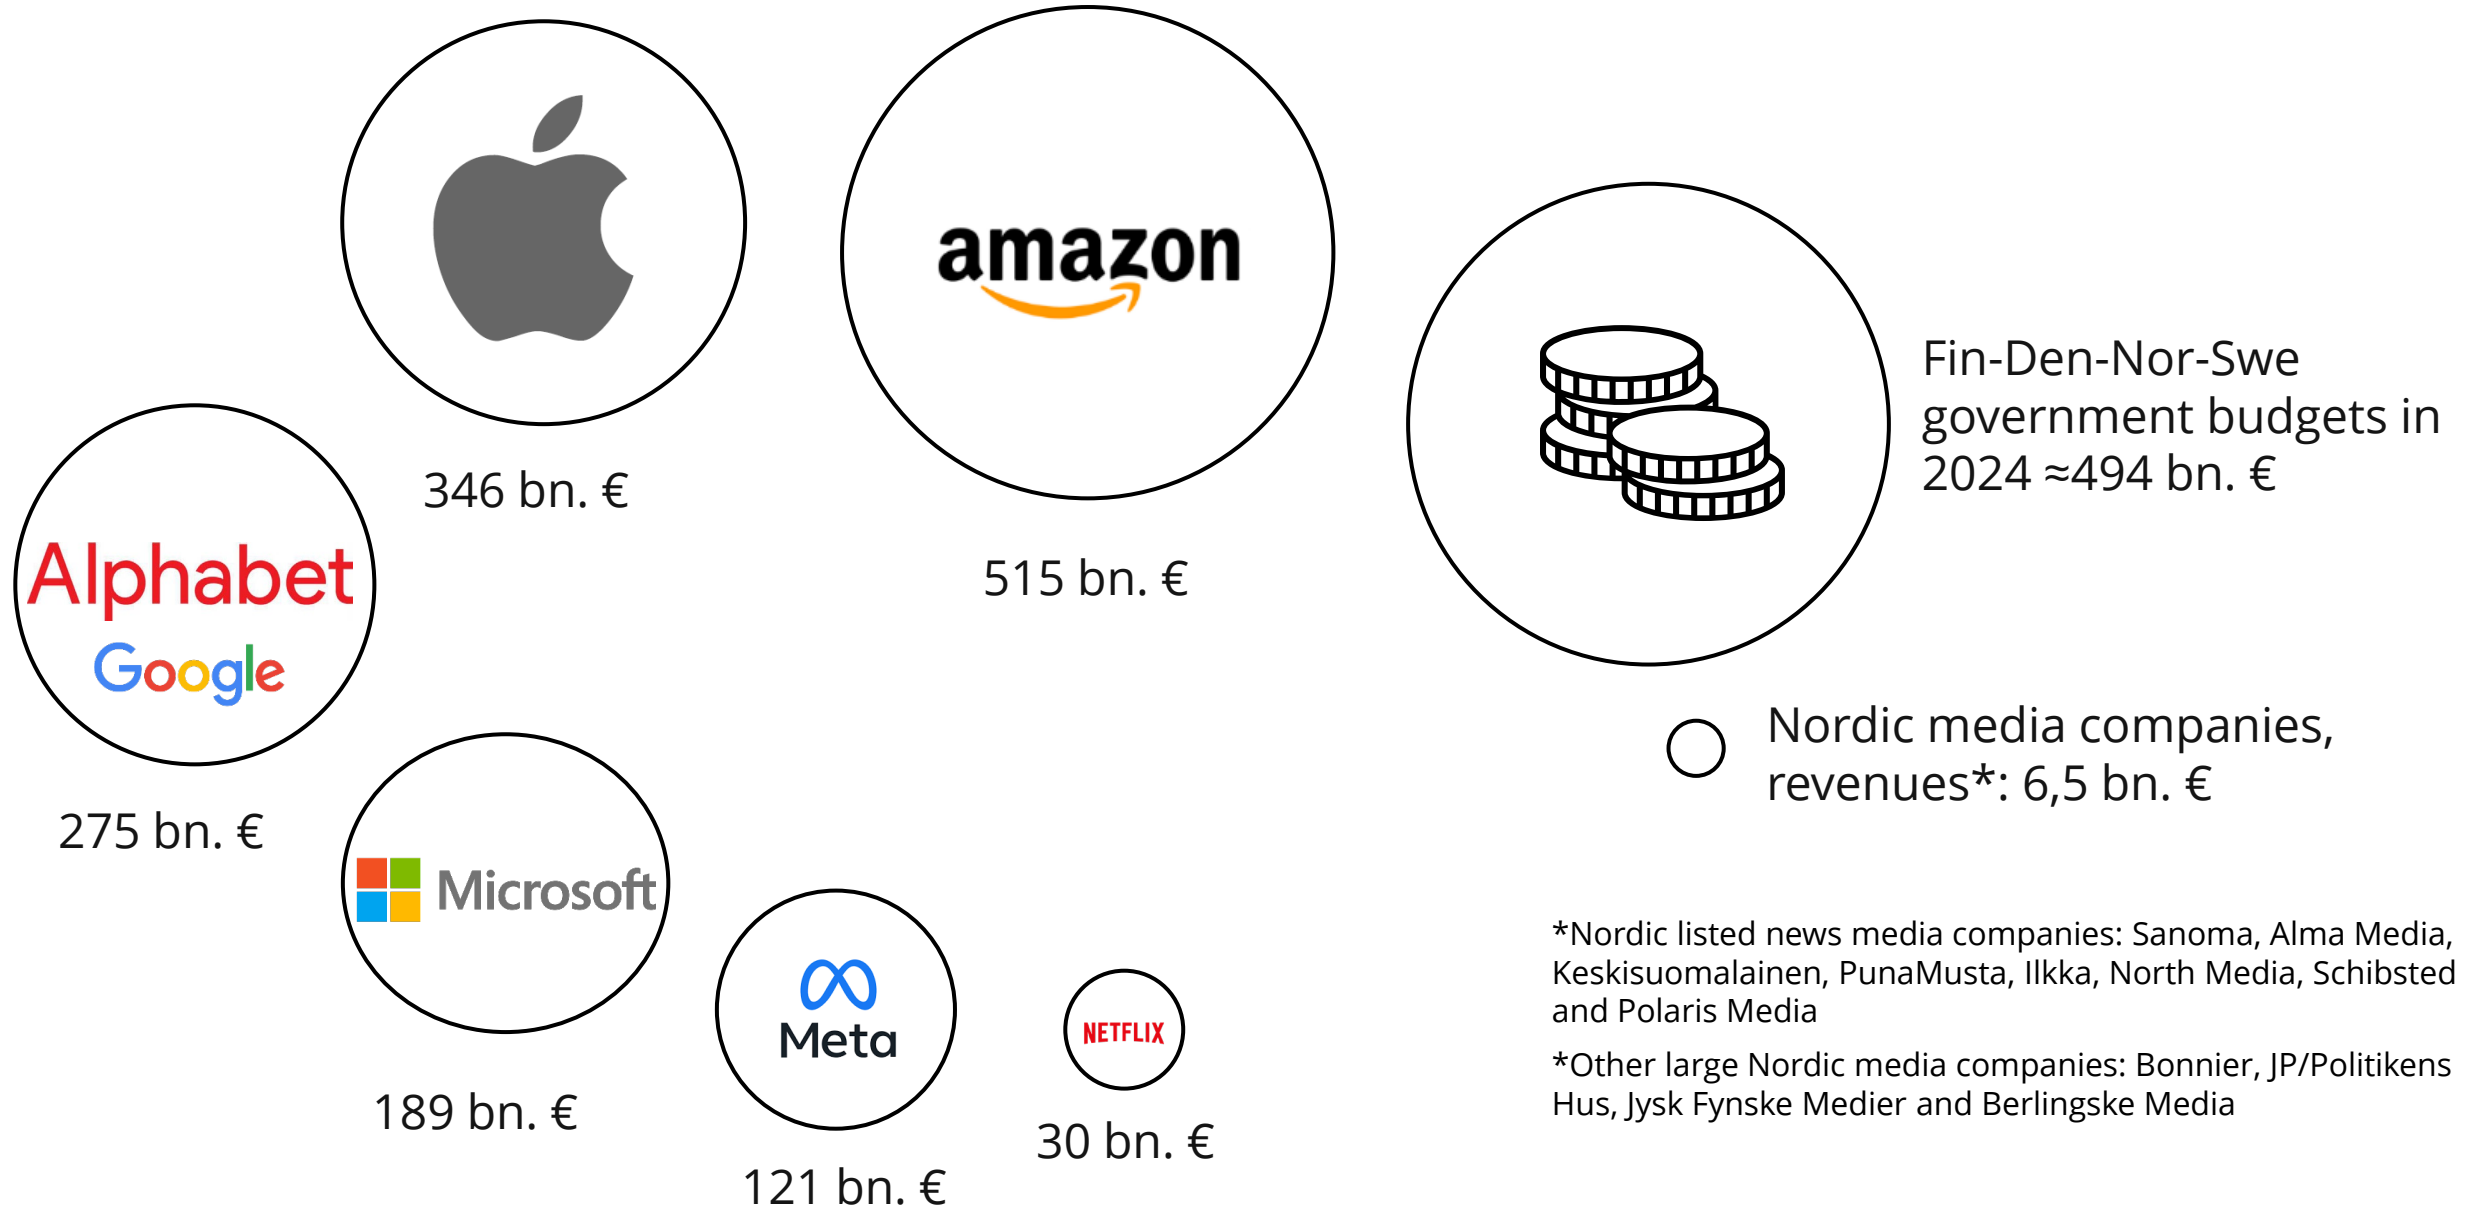 amazon
346 bn. €
515 bn. €
Fin-Den-Nor-Swe
government budgets in
2024 ≈494 bn. €
Alphabet
Google
275 bn. €
Nordic media companies,
revenues*: 6,5 bn. €
Microsoft
189 bn. €
Meta
121 bn. €
NETFLIX
30 bn. €
*Nordic listed news media companies: Sanoma, Alma Media,
Keskisuomalainen, PunaMusta, Ilkka, North Media, Schibsted
and Polaris Media
*Other large Nordic media companies: Bonnier, JP/Politikens
Hus, Jysk Fynske Medier and Berlingske Media